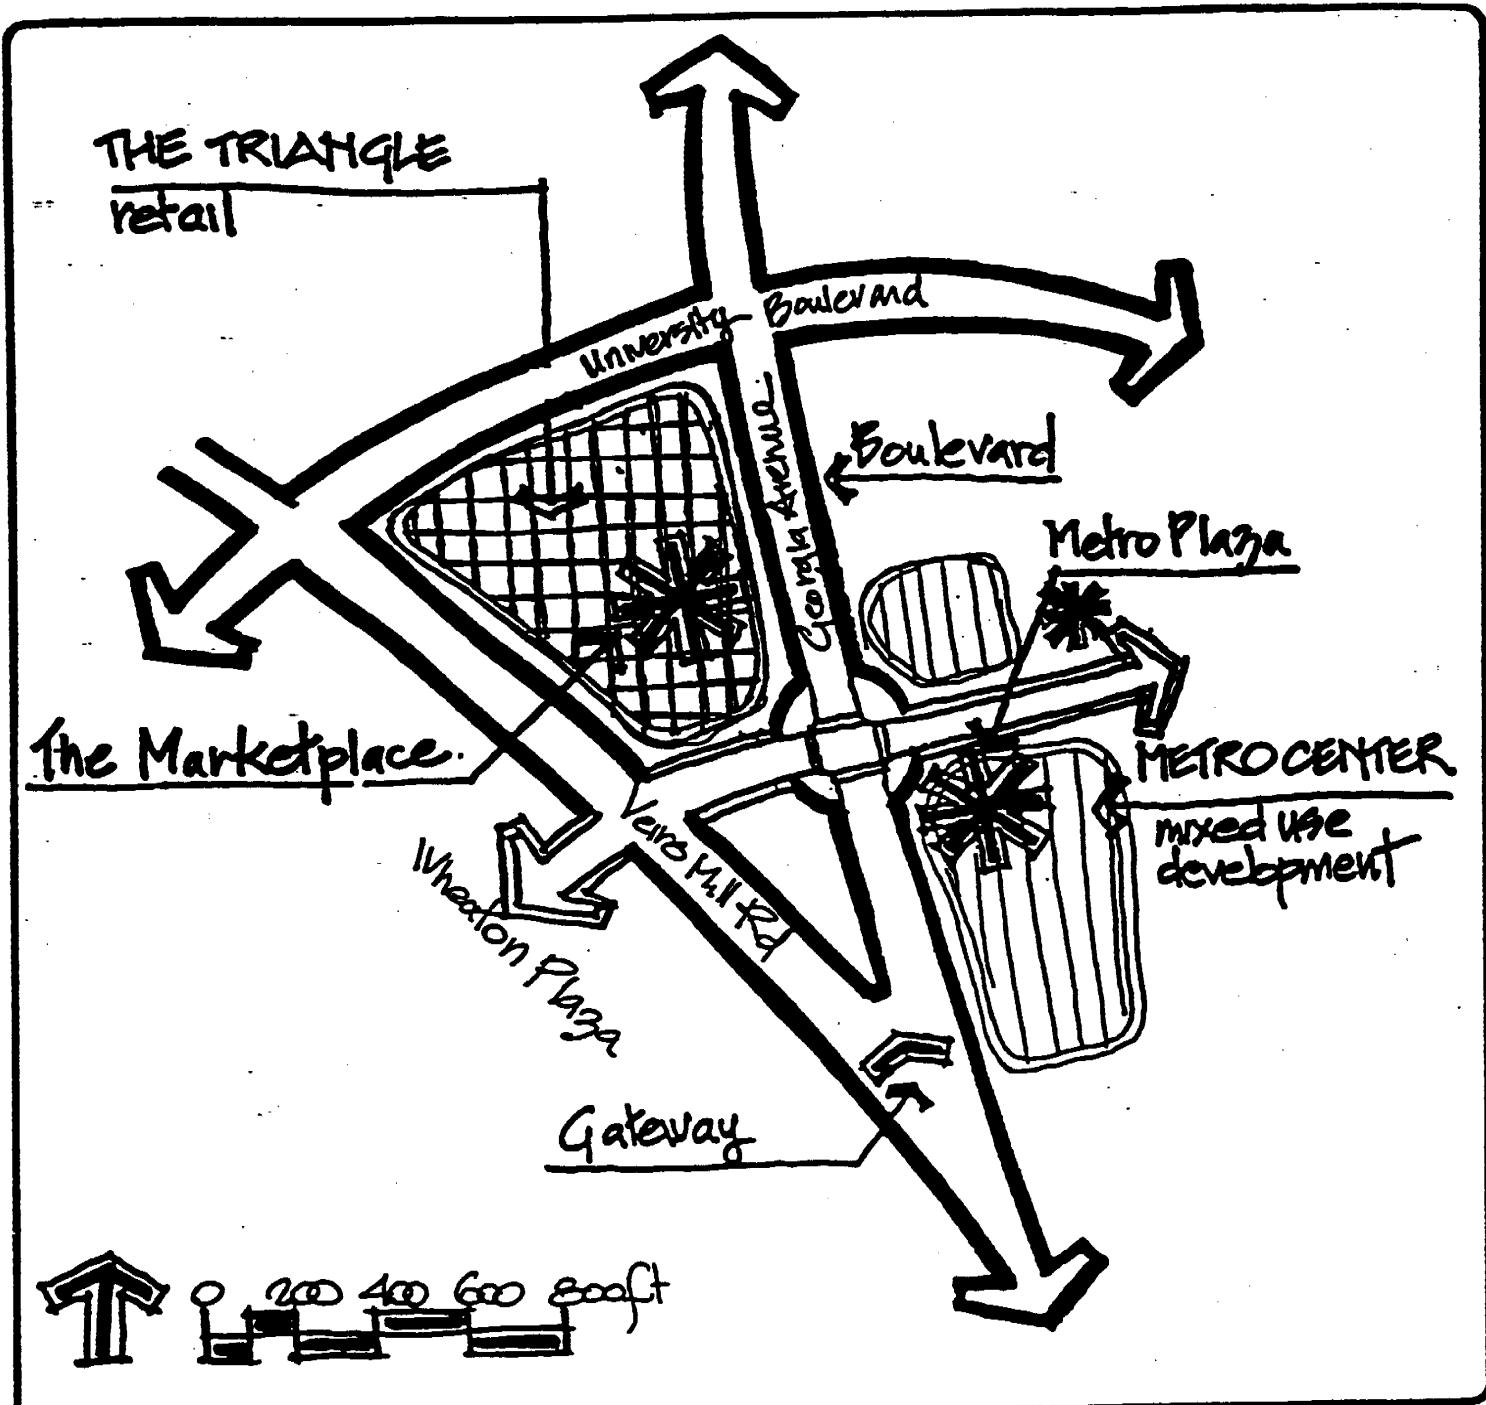 THE TRIANGLE
retail
University Boulevard
Georgia Avenue
Boulevard
Metro Plaza
The Marketplace.
METRO CENTER
mixed use
development
Veirs Mill Rd
Wheaton Plaza
Gateway
0 200 400 600 800ft